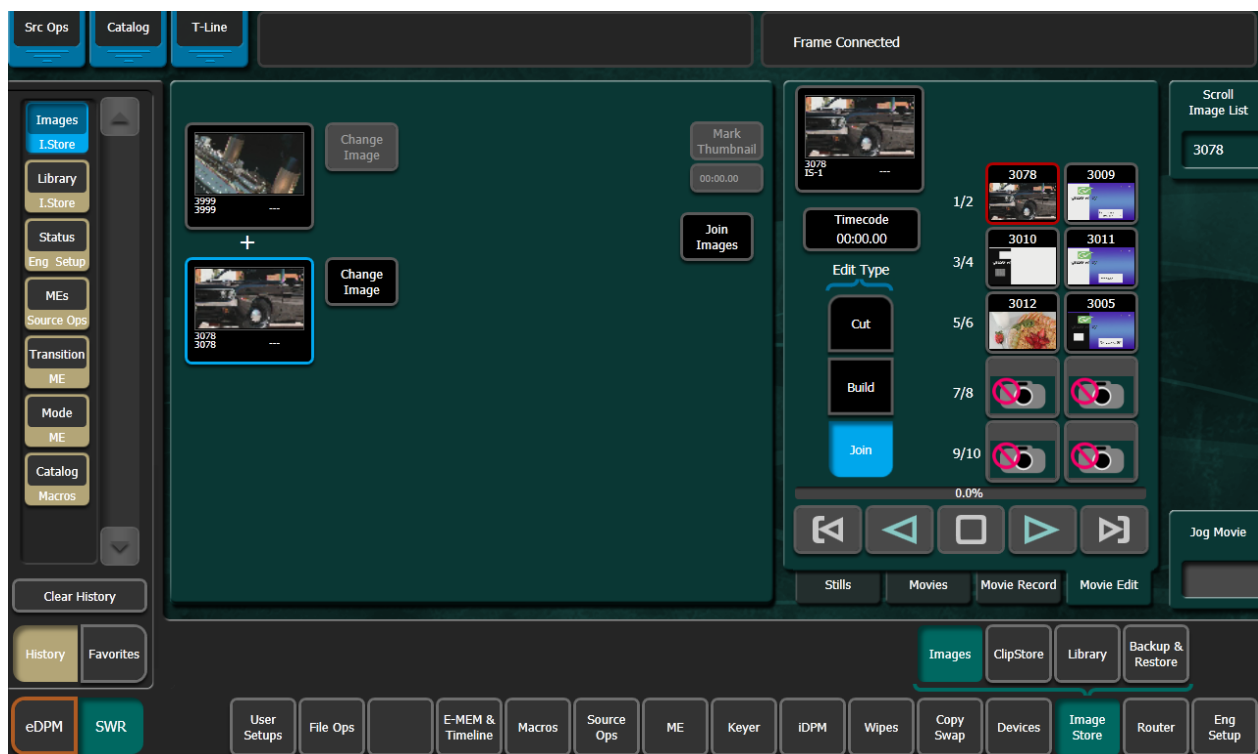 Src Ops
Catalog
T-Line
Frame Connected
Images
I.Store
Library
I.Store
Status
Eng Setup
MEs
Source Ops
Transition
ME
Mode
ME
Catalog
Macros
Clear History
History
Favorites
3999
3999
---
Change
Image
+
3078
3078
---
Change
Image
Mark
Thumbnail
00:00.00
Join
Images
3078
IS-1
---
Timecode
00:00.00
Edit Type
Cut
Build
Join
1/2
3078
3009
3/4
3010
3011
5/6
3012
3005
7/8
9/10
0.0%
Stills
Movies
Movie Record
Movie Edit
Scroll
Image List
3078
Jog Movie
Images
ClipStore
Library
Backup &
Restore
eDPM
SWR
User
Setups
File Ops
E-MEM &
Timeline
Macros
Source
Ops
ME
Keyer
iDPM
Wipes
Copy
Swap
Devices
Image
Store
Router
Eng
Setup